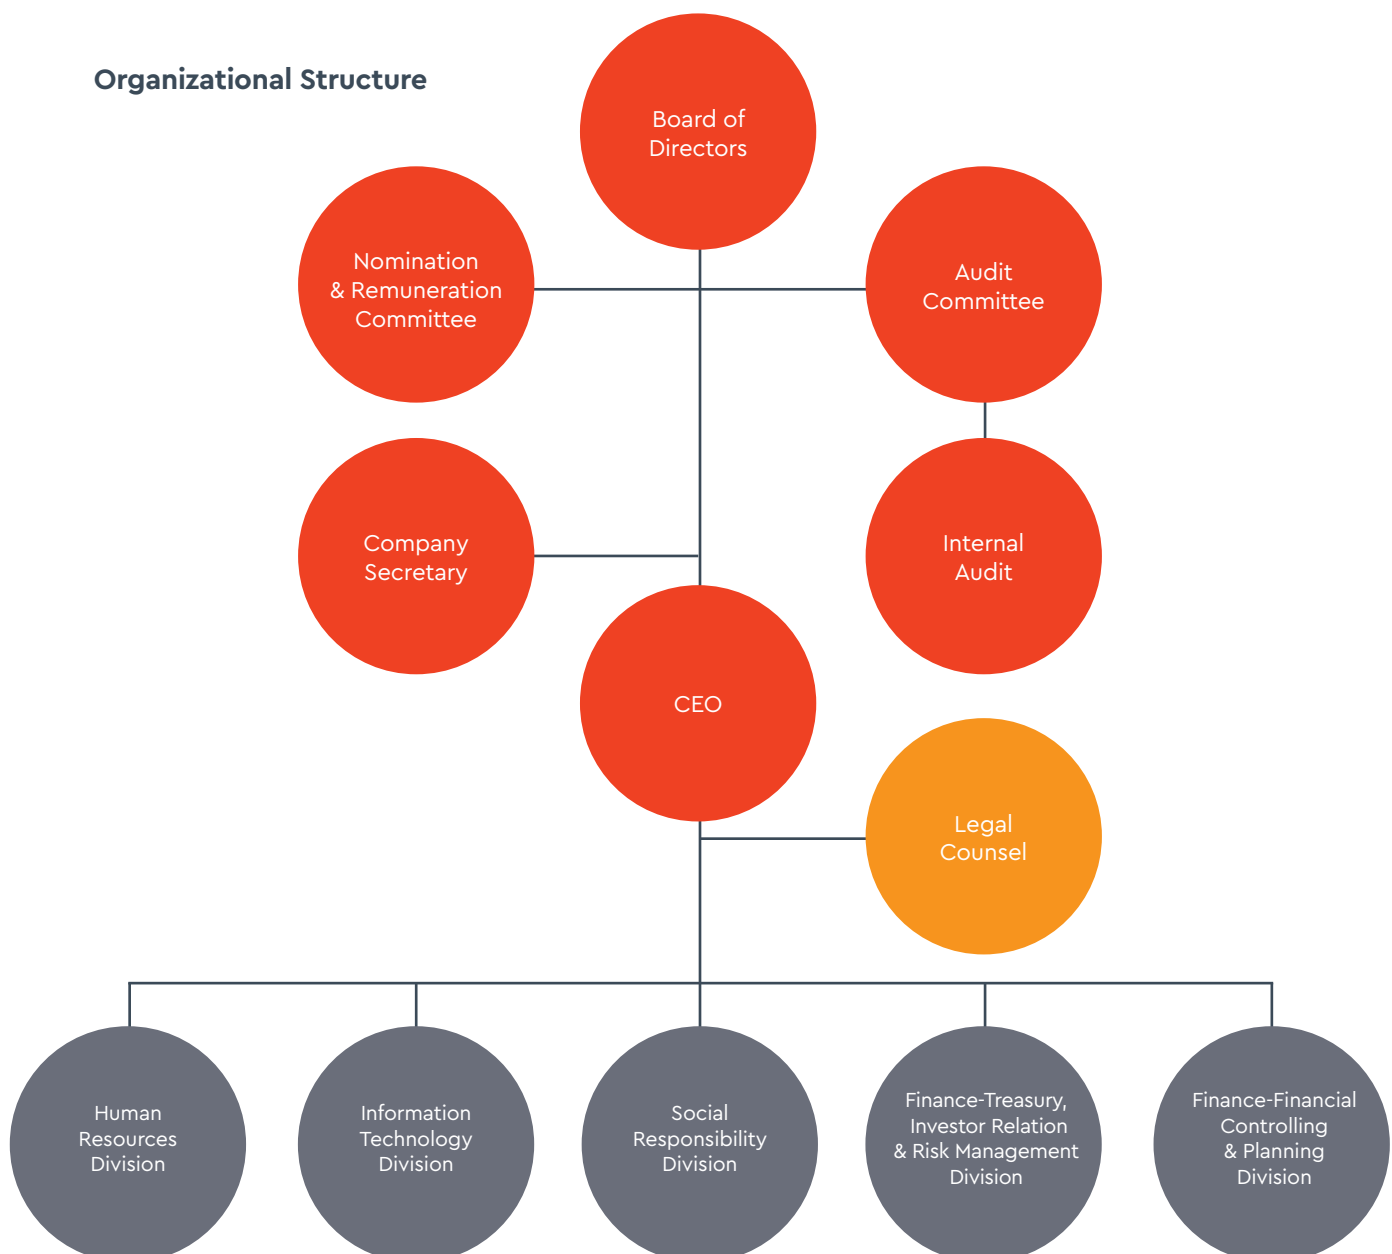 Organizational Structure
Board of
Directors
Nomination
& Remuneration
Committee
Audit
Committee
Company
Secretary
Internal
Audit
CEO
Legal
Counsel
Human
Resources
Division
Information
Technology
Division
Social
Responsibility
Division
Finance-Treasury,
Investor Relation
& Risk Management
Division
Finance-Financial
Controlling
& Planning
Division